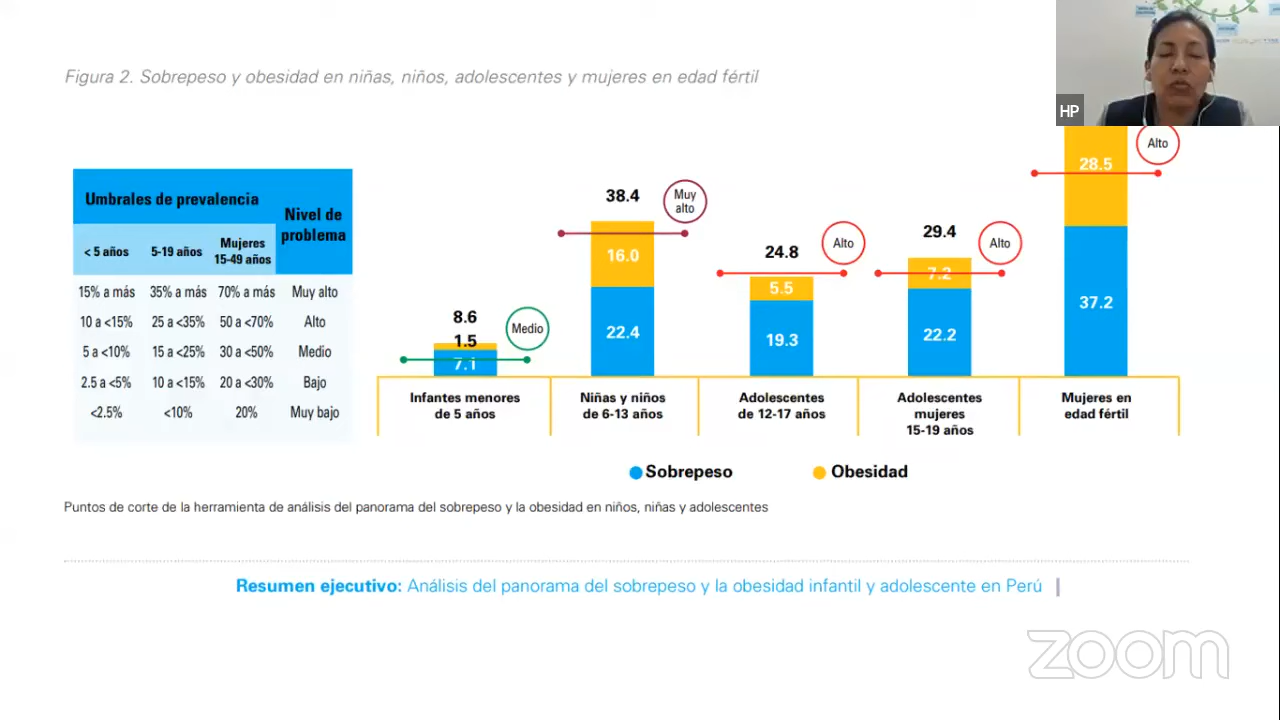 HP
Figura 2. Sobrepeso y obesidad en niñas, niños, adolescentes y mujeres en edad fértil
Umbrales de prevalencia
Nivel de
problema
< 5 años
5-19 años
Mujeres
15-49 años
15% a más 35% a más 70% a más Muy alto
10 a <15% 25 a <35% 50 a <70% Alto
5 a <10% 15 a <25% 30 a <50% Medio
2.5 a <5% 10 a <15% 20 a <30% Bajo
<2.5% <10% 20% Muy bajo
8.6
1.5
7.1
Medio
Infantes menores
de 5 años
38.4
Muy
alto
16.0
22.4
Niñas y niños
de 6-13 años
24.8
Alto
5.5
19.3
Adolescentes
de 12-17 años
29.4
Alto
7.2
22.2
Adolescentes
mujeres
15-19 años
Alto
28.5
37.2
Mujeres en
edad fértil
Sobrepeso
Obesidad
Puntos de corte de la herramienta de análisis del panorama del sobrepeso y la obesidad en niños, niñas y adolescentes
Resumen ejecutivo: Análisis del panorama del sobrepeso y la obesidad infantil y adolescente en Perú |
zoom